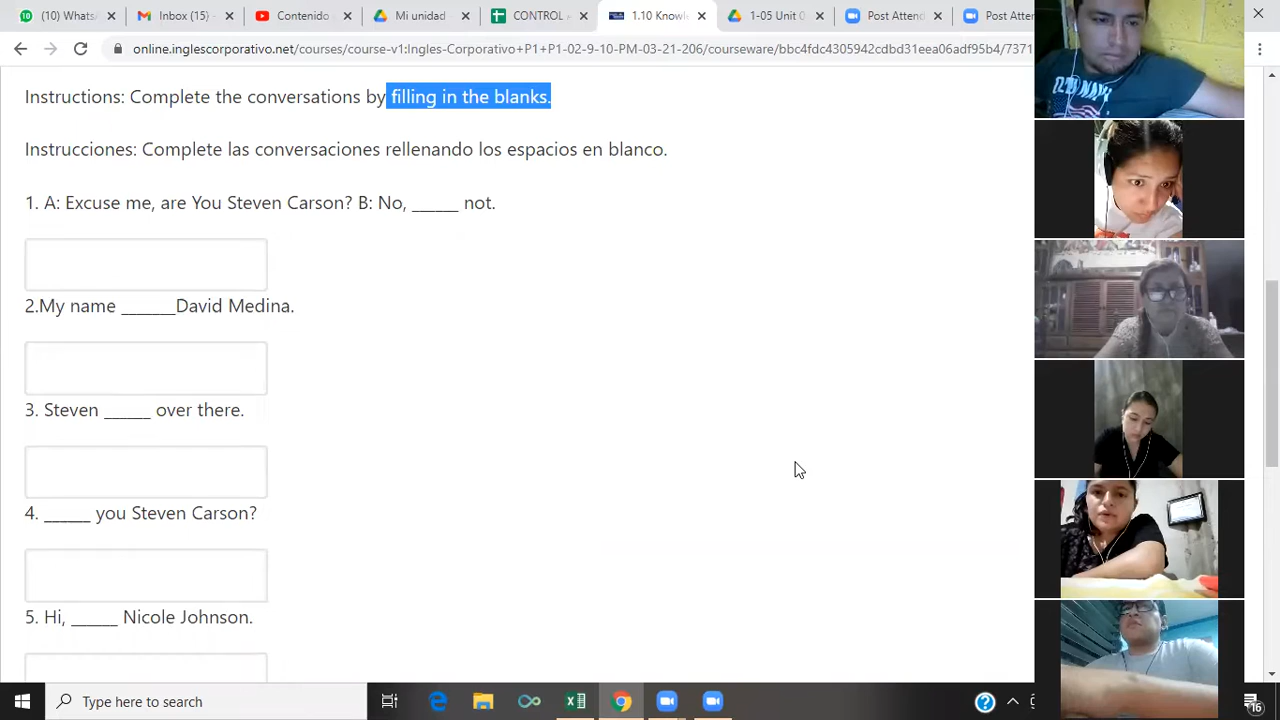 (10) WhatsA
Inbox (15) -
Contenido
Mi unidad
CONTROL A
1.10 Knowle
1-05 Unit 0
Post Attend
Post Atten
online.inglescorporativo.net/courses/course-v1:Ingles-Corporativo+P1+P1-02-9-10-PM-03-21-206/courseware/bbc4fdc4305942cdbd31eea06adf95b4/7371
Instructions: Complete the conversations by filling in the blanks.
Instrucciones: Complete las conversaciones rellenando los espacios en blanco.
1. A: Excuse me, are You Steven Carson? B: No, _____ not.
2.My name ______David Medina.
3. Steven _____ over there.
4. _____ you Steven Carson?
5. Hi, _____ Nicole Johnson.
Type here to search
16